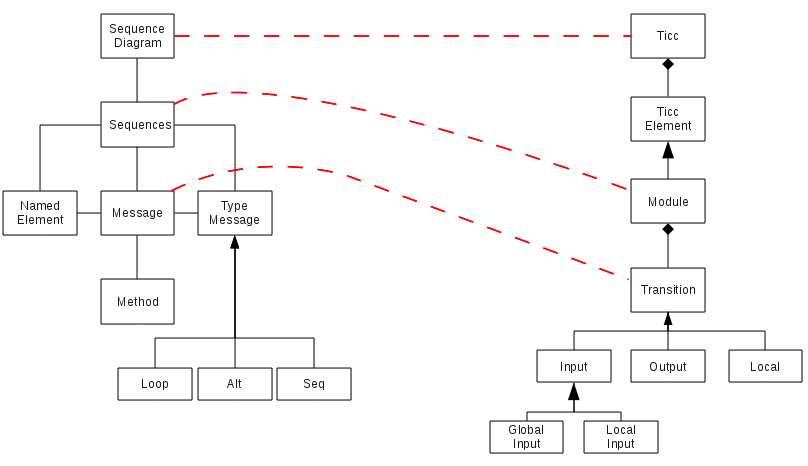 Sequence
Diagram
Ticc
Sequences
Ticc
Element
Named
Element
Message
Type
Message
Module
Method
Transition
Loop
Alt
Seq
Input
Output
Local
Global
Input
Local
Input